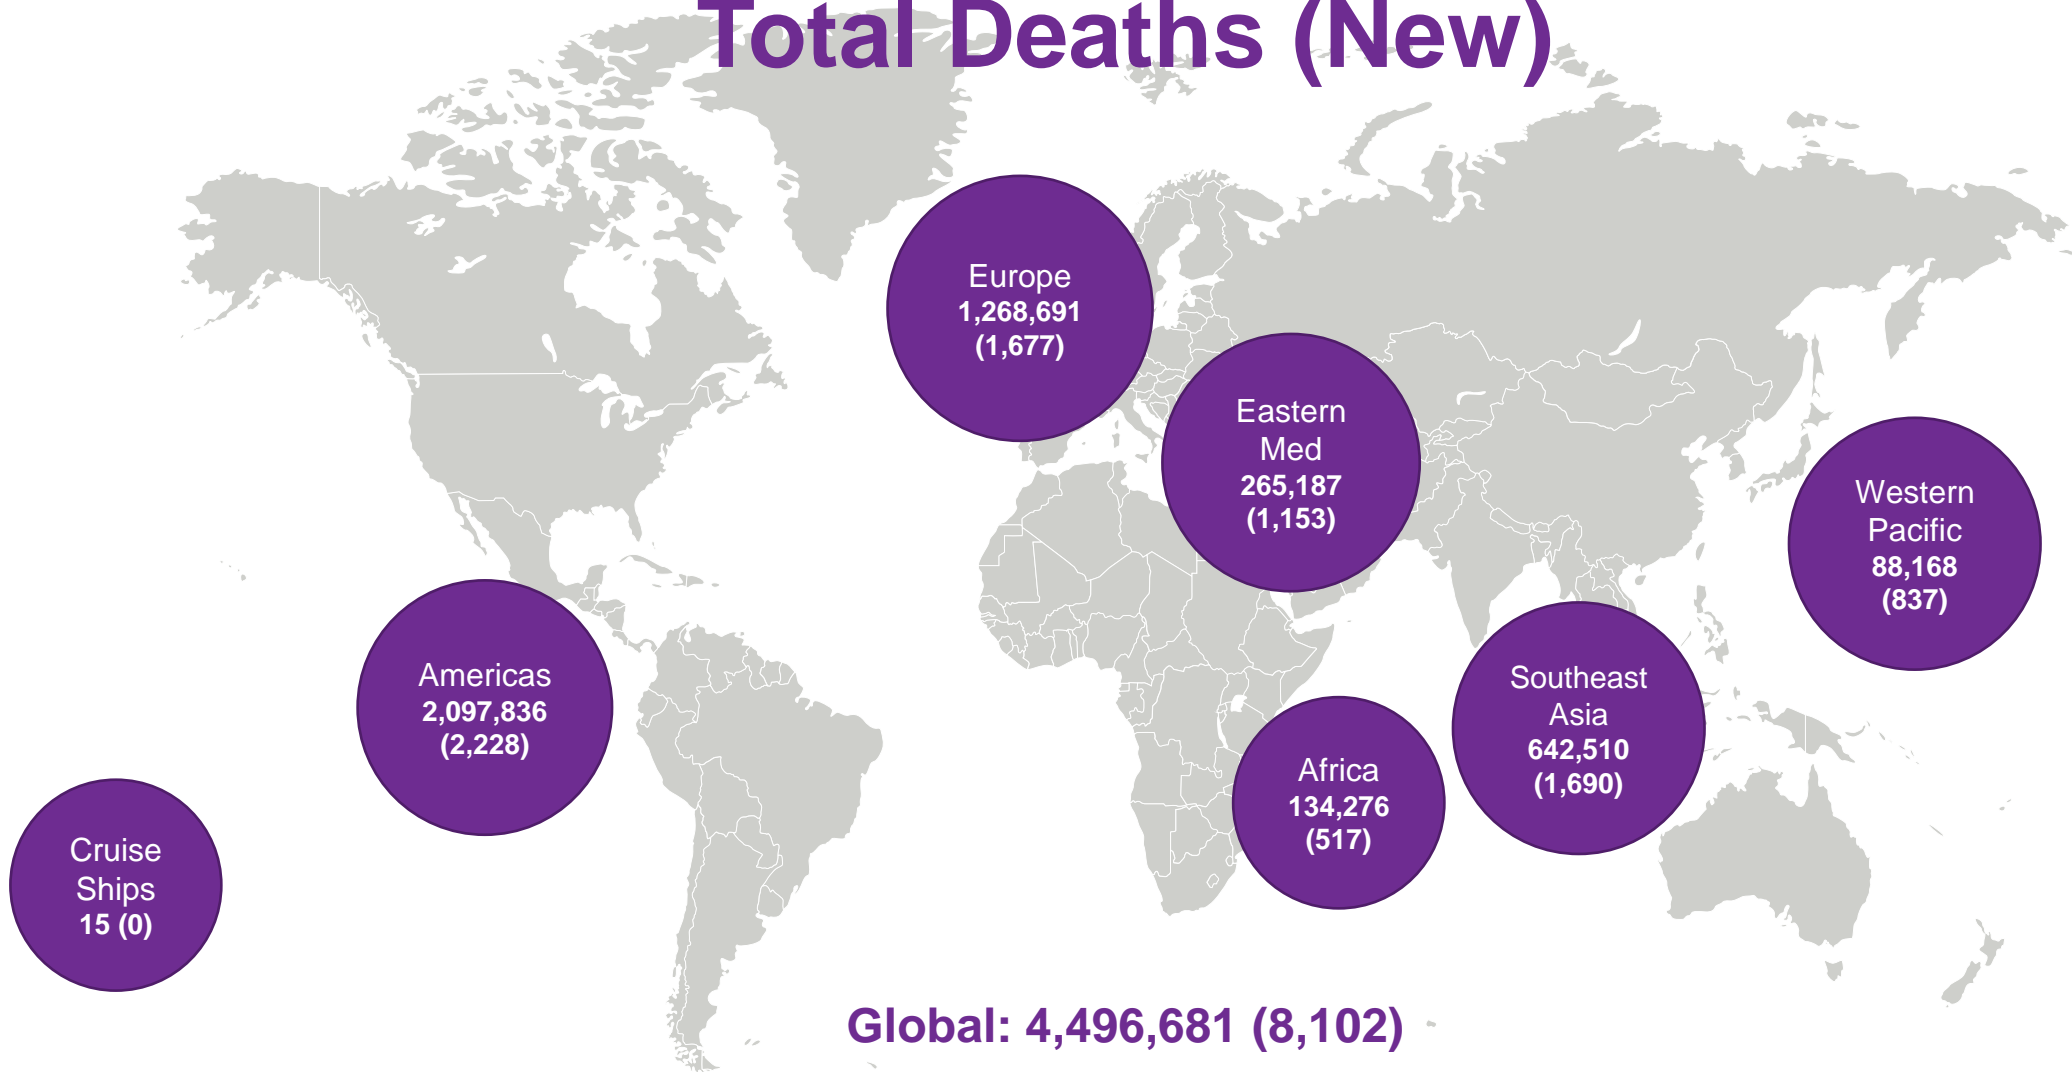 Total Deaths (New)
Europe
1,268,691
(1,677)
Eastern
Med
265,187
(1,153)
Western
Pacific
88,168
(837)
Americas
2,097,836
(2,228)
Southeast
Asia
642,510
(1,690)
Africa
134,276
(517)
Cruise
Ships
15 (0)
Global: 4,496,681 (8,102)